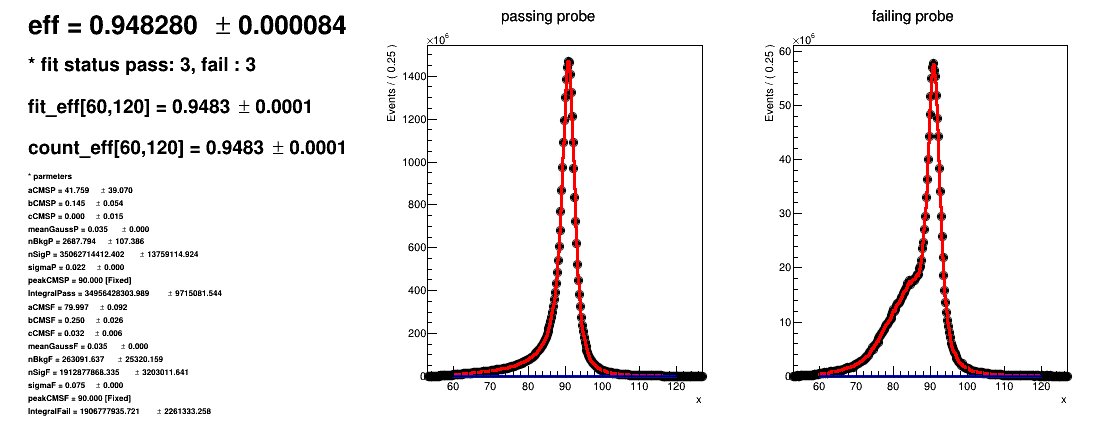 eff = 0.948280 ± 0.000084
* fit status pass: 3, fail : 3
fit_eff[60,120] = 0.9483 ± 0.0001
count_eff[60,120] = 0.9483 ± 0.0001
* parmeters
aCMSP = 41.759 ± 39.070
bCMSP = 0.145 ± 0.054
cCMSP = 0.000 ± 0.015
meanGaussP = 0.035 ± 0.000
nBkgP = 2687.794 ± 107.386
nSigP = 35062714412.402 ± 13759114.924
sigmaP = 0.022 ± 0.000
peakCMSP = 90.000 [Fixed]
IntegralPass = 34956428303.989 ± 9715081.544
aCMSF = 79.997 ± 0.092
bCMSF = 0.250 ± 0.026
cCMSF = 0.032 ± 0.006
meanGaussF = 0.035 ± 0.000
nBkgF = 263091.637 ± 25320.159
nSigF = 1912877868.335 ± 3203011.641
sigmaF = 0.075 ± 0.000
peakCMSF = 90.000 [Fixed]
IntegralFail = 1906777935.721 ± 2261333.258
passing probe
×10⁶
Events / ( 0.25 )
1400
1200
1000
800
600
400
200
0
60 70 80 90 100 110 120
x
failing probe
×10⁶
Events / ( 0.25 )
60
50
40
30
20
10
0
60 70 80 90 100 110 120
x